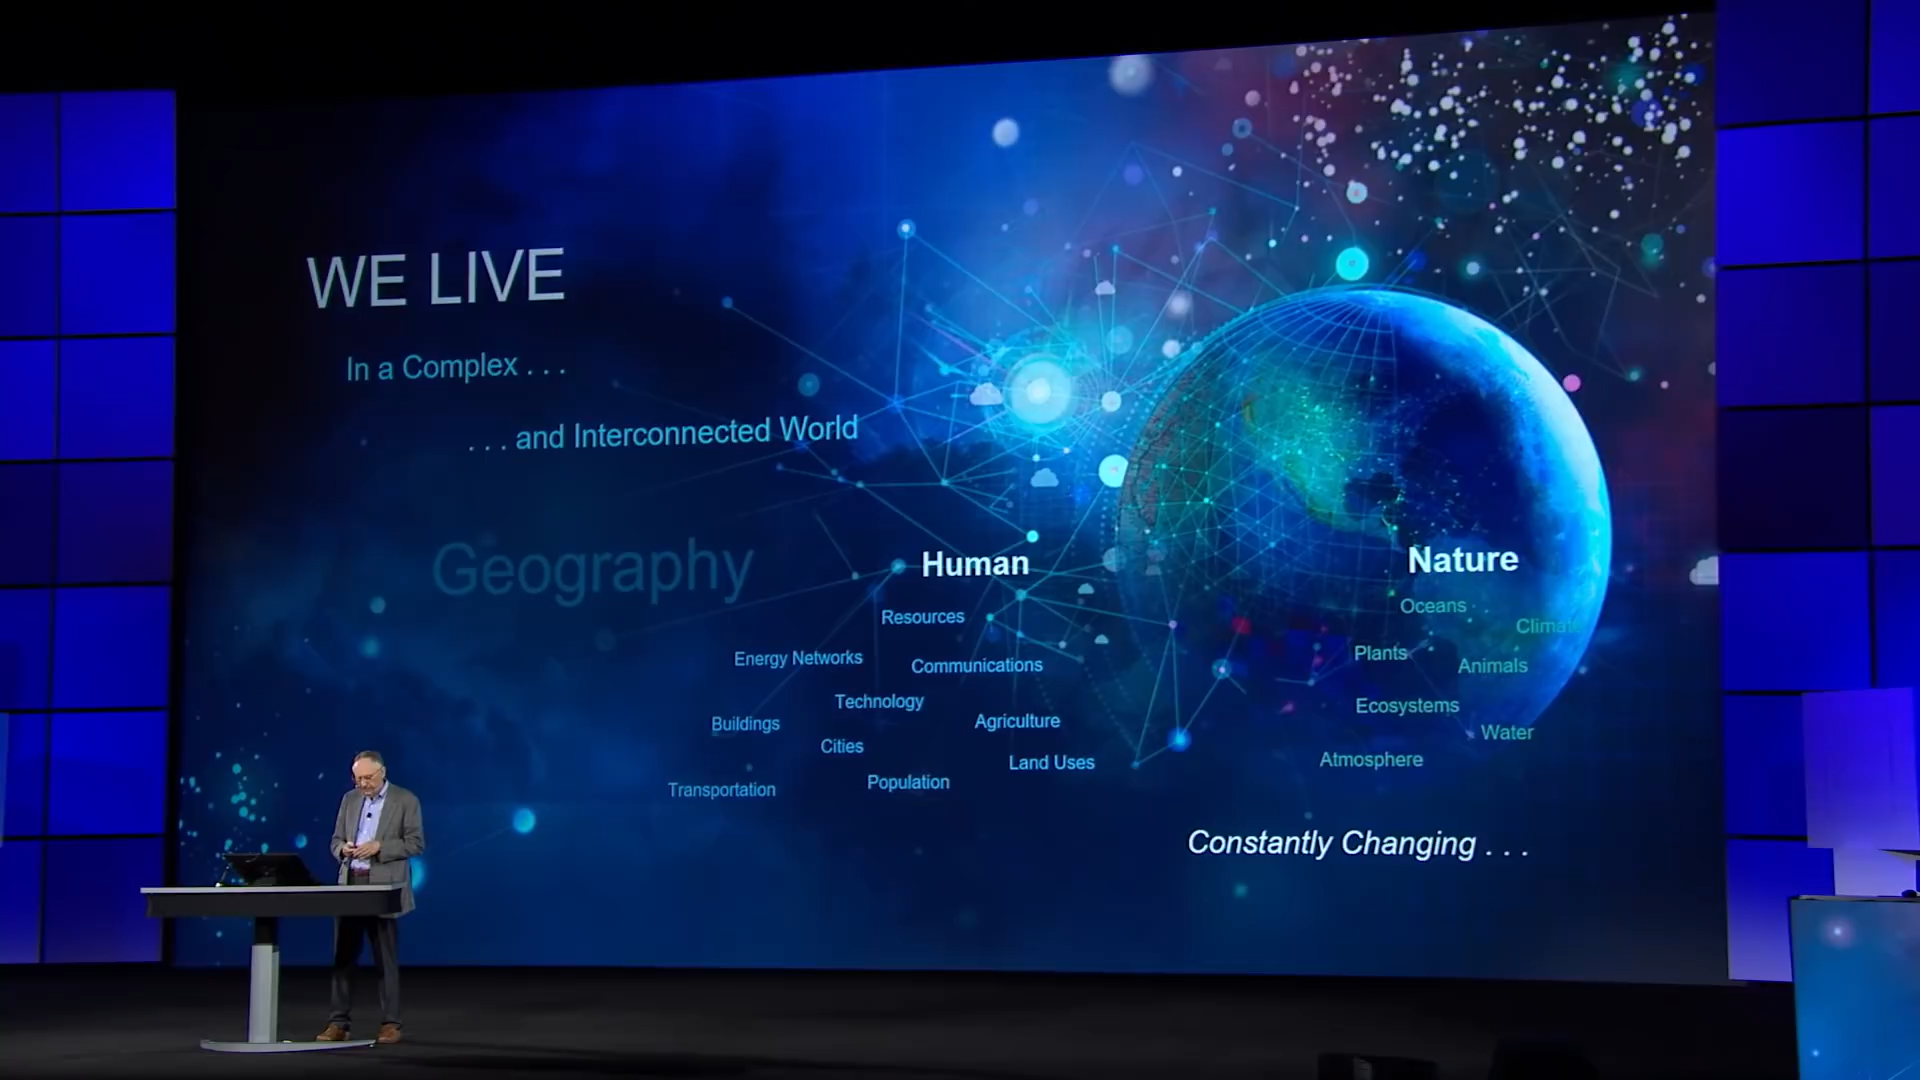 WE LIVE
In a Complex . . .
. . . and Interconnected World
Geography
Human
Resources
Energy Networks
Communications
Technology
Buildings
Agriculture
Cities
Land Uses
Population
Transportation
Nature
Oceans
Climate
Plants
Animals
Ecosystems
Water
Atmosphere
Constantly Changing . . .